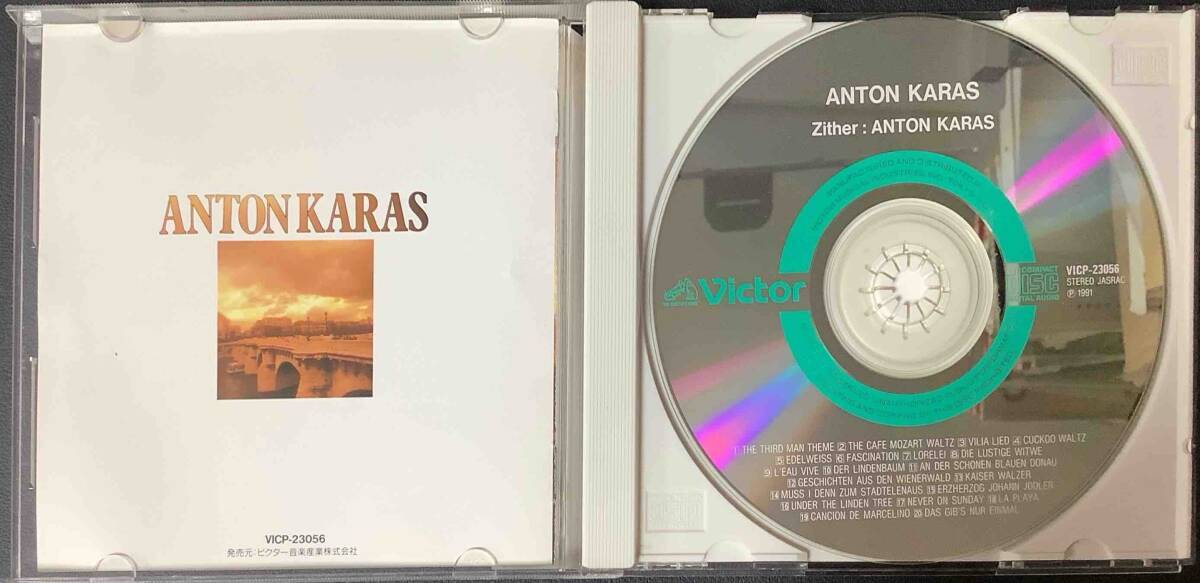 ANTON KARAS
VICP-23056
発売元:ビクター音楽産業株式会社
ANTON KARAS
Zither : ANTON KARAS
Victor
COMPACT
DISC
DIGITAL AUDIO
VICP-23056
STEREO JASRAC
Ⓟ 1991
1 THE THIRD MAN THEME 2 THE CAFE MOZART WALTZ 3 VILIA LIED 4 CUCKOO WALTZ
5 EDELWEISS 6 FASCINATION 7 LORELEI 8 DIE LUSTIGE WITWE
9 L'EAU VIVE 10 DER LINDENBAUM 11 AN DER SCHONEN BLAUEN DONAU
12 GESCHICHTEN AUS DEN WIENERWALD 13 KAISER WALZER
14 MUSS I DENN ZUM STADTELENAUS 15 ERZHERZOG JOHANN JODLER
16 UNDER THE LINDEN TREE 17 NEVER ON SUNDAY 18 LA PLAYA
19 CANCION DE MARCELINO 20 DAS GIB'S NUR EINMAL